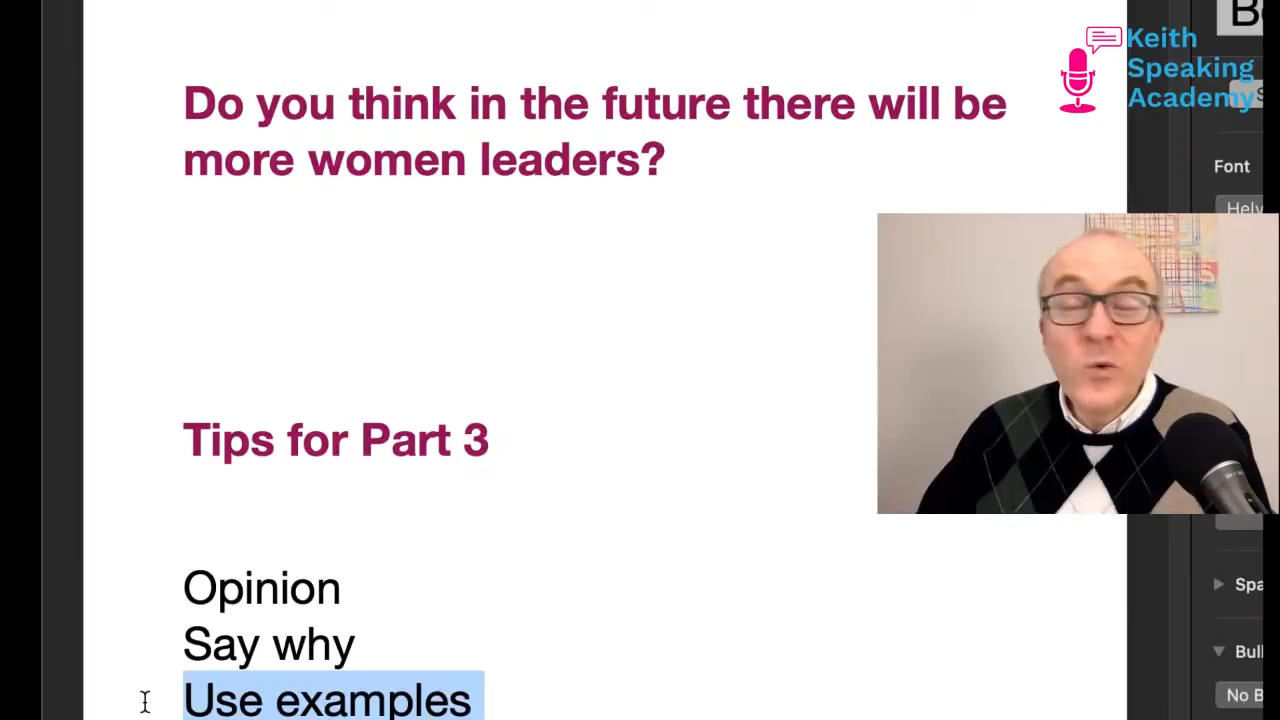 Keith
Speaking
Academy
Do you think in the future there will be
more women leaders?
Font
Helv
Tips for Part 3
Opinion
Say why
Use examples
Spa
Bull
No B